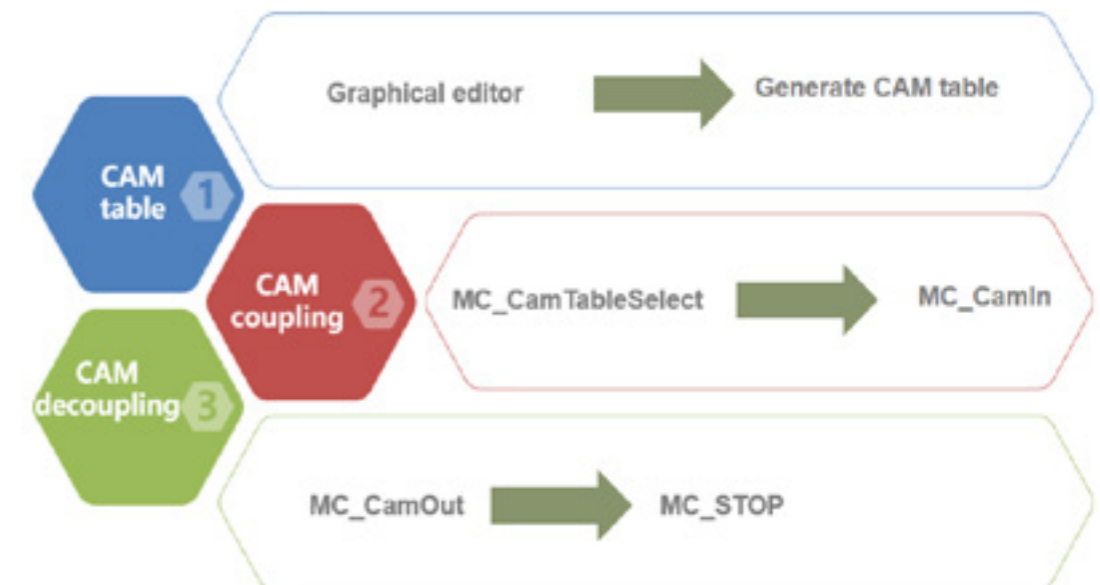 CAM
table
1
Graphical editor
Generate CAM table
CAM
coupling
2
MC_CamTableSelect
MC_CamIn
CAM
decoupling
3
MC_CamOut
MC_STOP